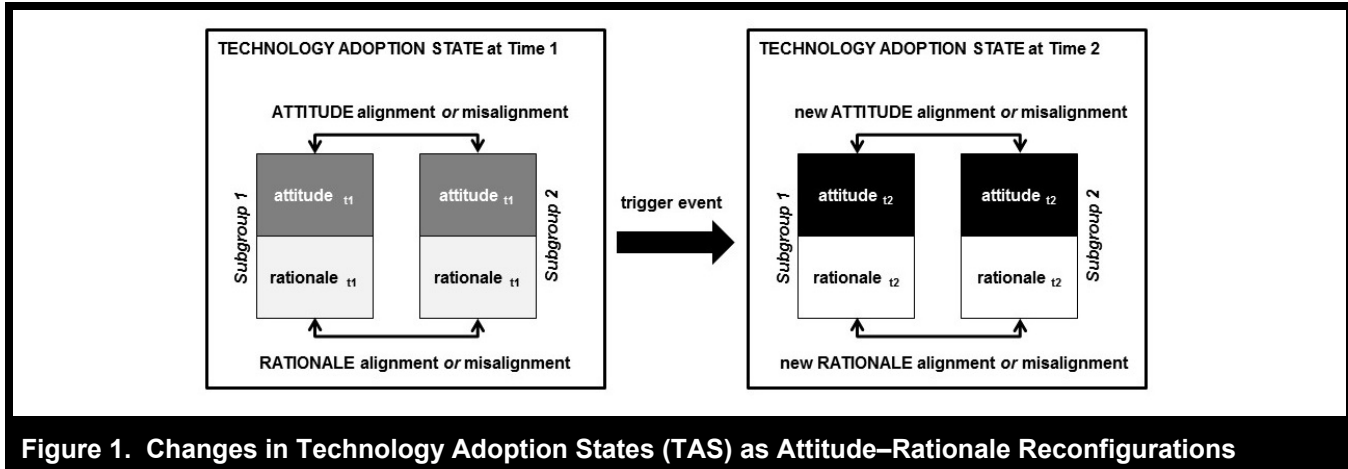 TECHNOLOGY ADOPTION STATE at Time 1
ATTITUDE alignment or misalignment
Subgroup 1
attitude t1
attitude t1
Subgroup 2
rationale t1
rationale t1
RATIONALE alignment or misalignment
trigger event
TECHNOLOGY ADOPTION STATE at Time 2
new ATTITUDE alignment or misalignment
Subgroup 1
attitude t2
attitude t2
Subgroup 2
rationale t2
rationale t2
new RATIONALE alignment or misalignment
Figure 1. Changes in Technology Adoption States (TAS) as Attitude–Rationale Reconfigurations